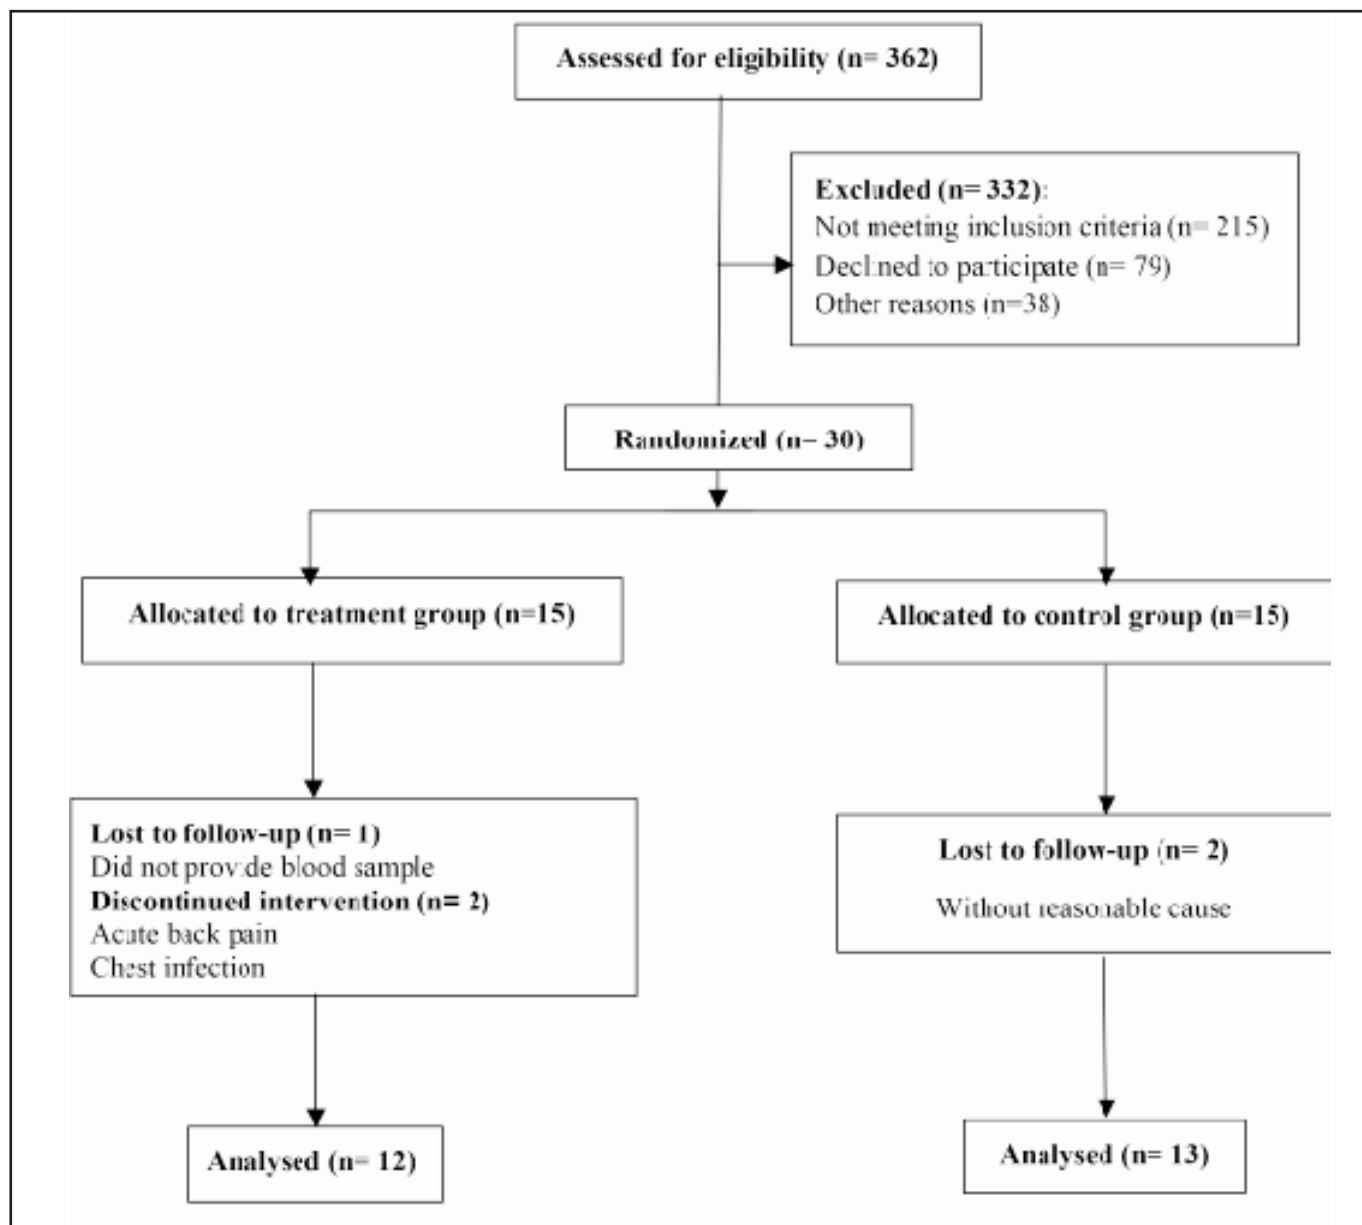 Assessed for eligibility (n= 362)
Excluded (n= 332):
Not meeting inclusion criteria (n= 215)
Declined to participate (n= 79)
Other reasons (n=38)
Randomized (n= 30)
Allocated to treatment group (n=15)
Allocated to control group (n=15)
Lost to follow-up (n= 1)
Did not provide blood sample
Discontinued intervention (n= 2)
Acute back pain
Chest infection
Lost to follow-up (n= 2)
Without reasonable cause
Analysed (n= 12)
Analysed (n= 13)